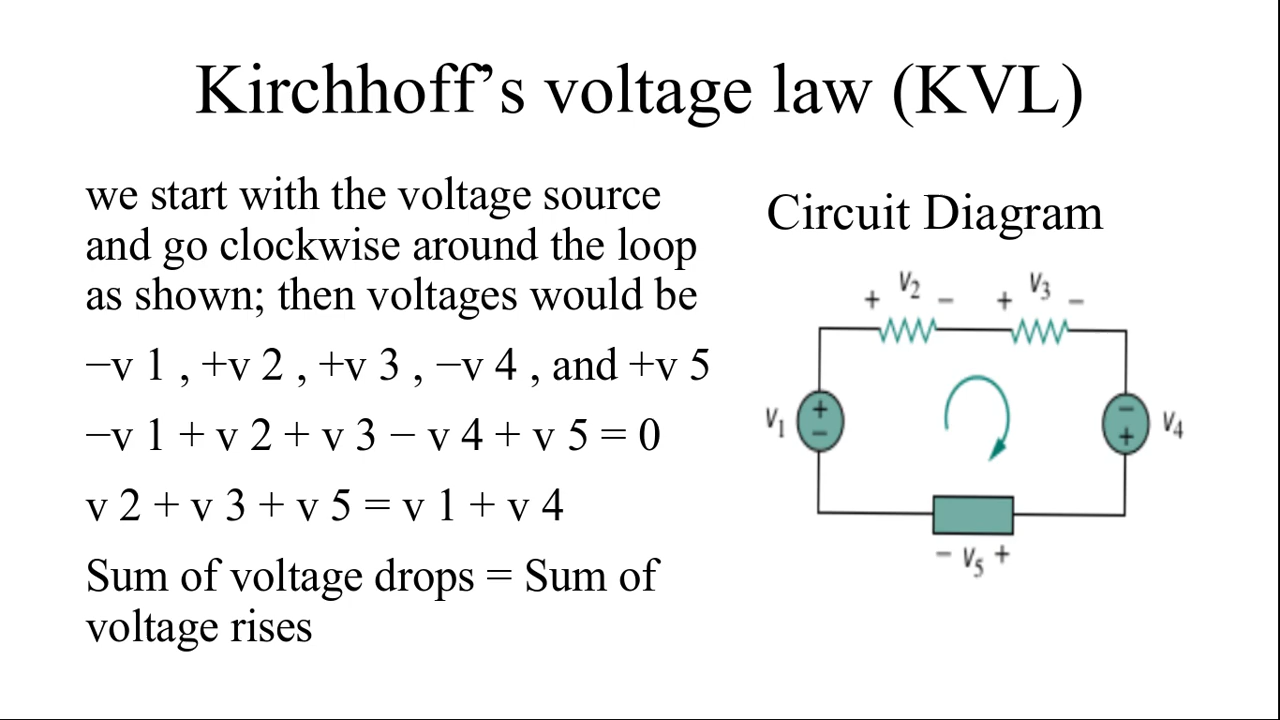 Kirchhoff’s voltage law (KVL)
we start with the voltage source
and go clockwise around the loop
as shown; then voltages would be
−v 1 , +v 2 , +v 3 , −v 4 , and +v 5
−v 1 + v 2 + v 3 − v 4 + v 5 = 0
v 2 + v 3 + v 5 = v 1 + v 4
Sum of voltage drops = Sum of
voltage rises
Circuit Diagram
+ V2 − + V3 −
V1 + −
− + V4
− V5 +